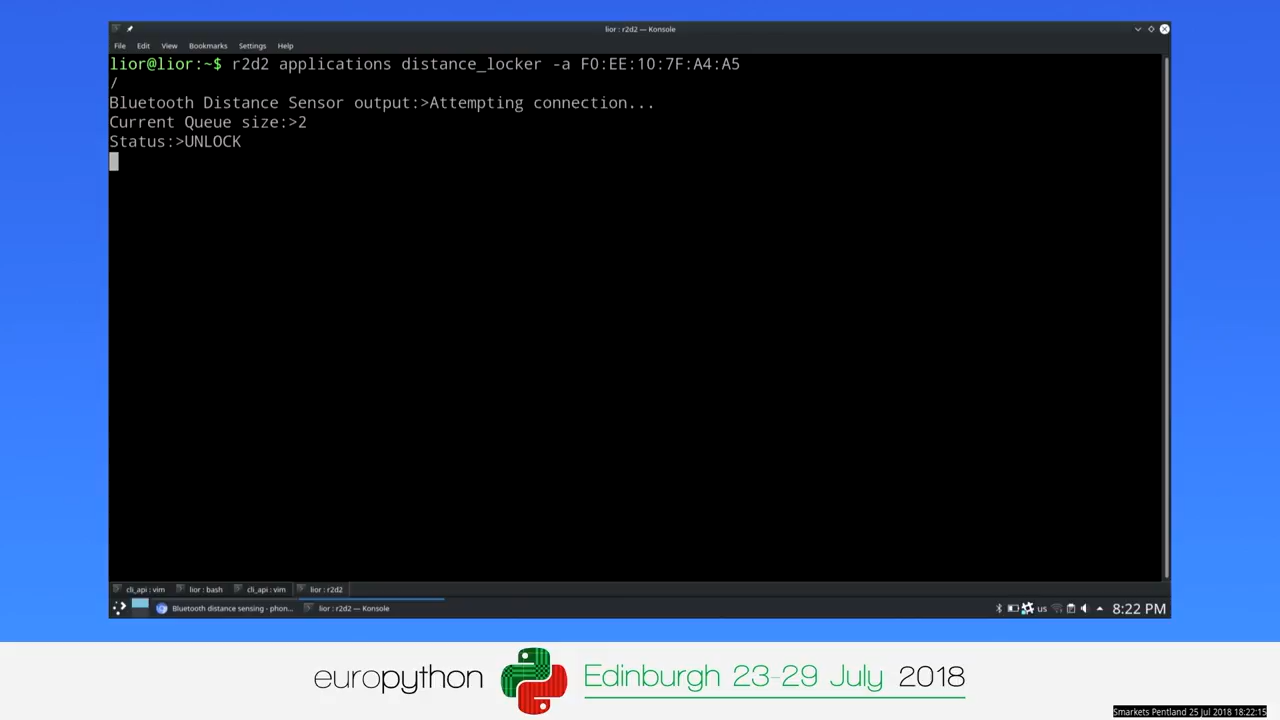 lior : r2d2 — Konsole
File Edit View Bookmarks Settings Help
lior@lior:~$ r2d2 applications distance_locker -a F0:EE:10:7F:A4:A5
/
Bluetooth Distance Sensor output:>Attempting connection...
Current Queue size:>2
Status:>UNLOCK
cli_api : vim lior : bash cli_api : vim lior : r2d2
Bluetooth distance sensing - phon... lior : r2d2 — Konsole us 8:22 PM
europython Edinburgh 23-29 July 2018
Smarkets Pentland 25 Jul 2018 18:22:15